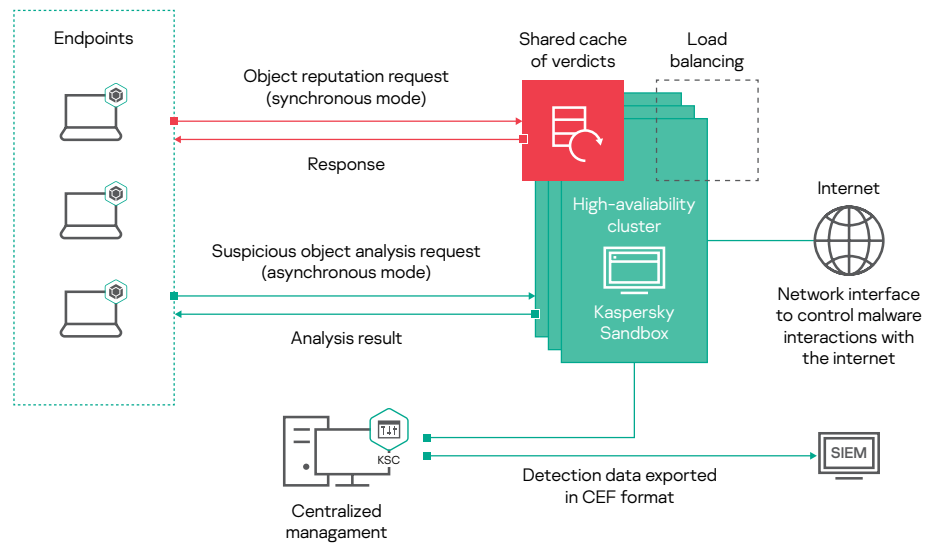 Endpoints
Shared cache
of verdicts
Load
balancing
Object reputation request
(synchronous mode)
Response
High-avaliability
cluster
Kaspersky
Sandbox
Internet
Network interface
to control malware
interactions with
the internet
Suspicious object analysis request
(asynchronous mode)
Analysis result
KSC
Centralized
managament
Detection data exported
in CEF format
SIEM